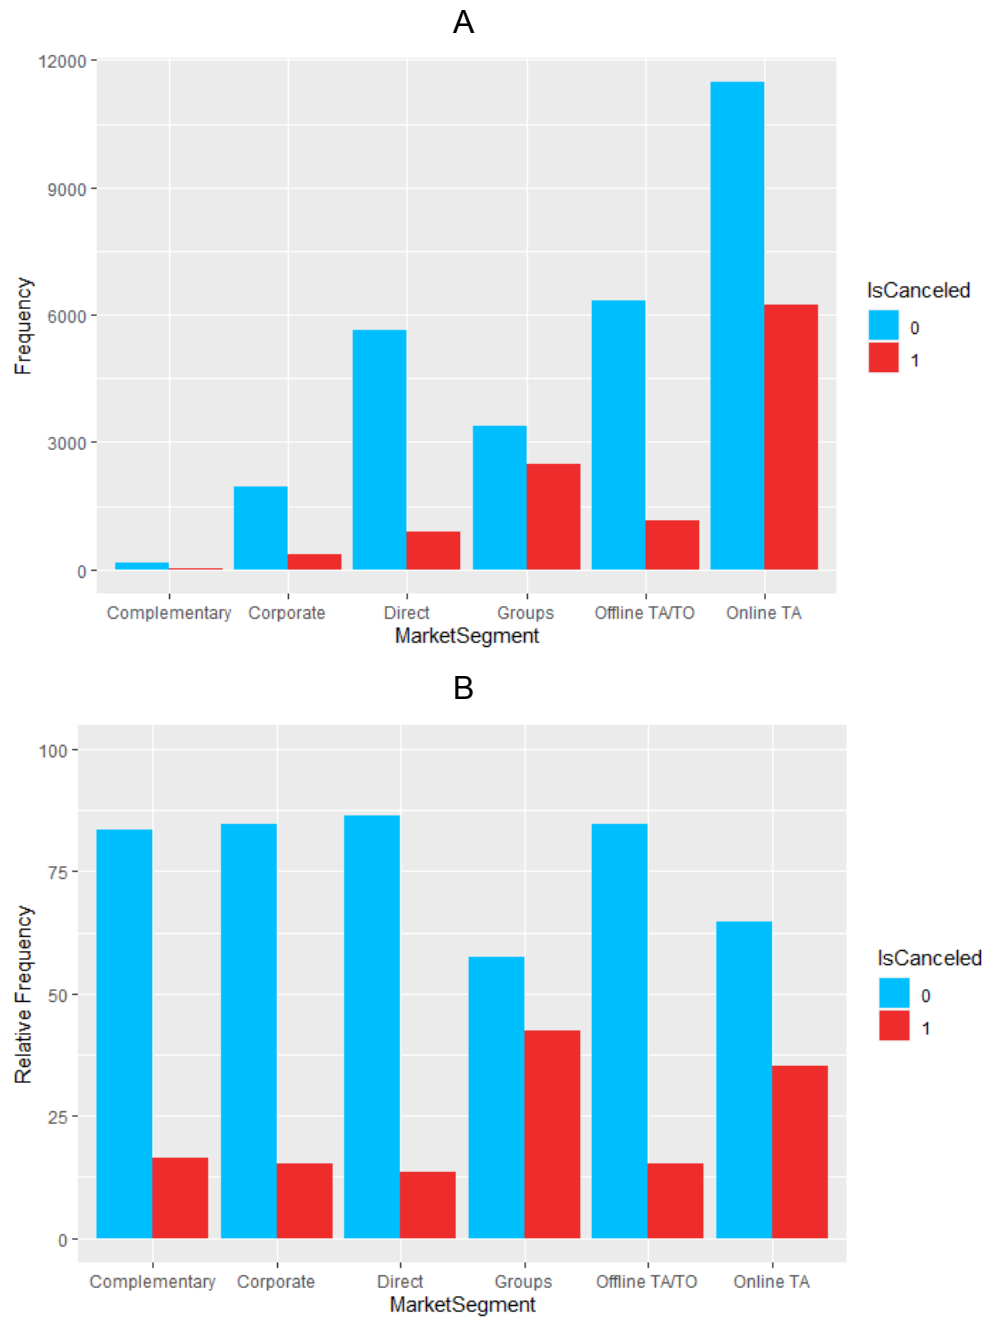 A
12000
9000
6000
3000
0
Frequency
Complementary Corporate Direct Groups Offline TA/TO Online TA
MarketSegment
IsCanceled
0
1
B
100
75
50
25
0
Relative Frequency
Complementary Corporate Direct Groups Offline TA/TO Online TA
MarketSegment
IsCanceled
0
1